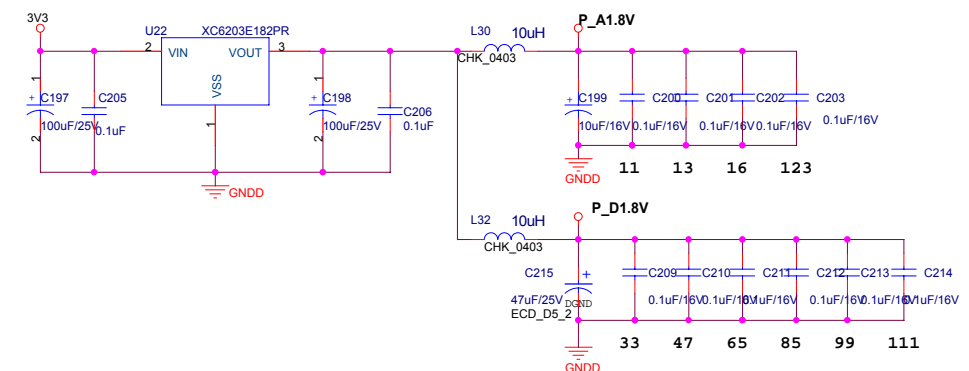 3V3
U22 XC6203E182PR
2 VIN VOUT 3
VSS
1
1
+ C197
100uF/25V
2
C205
0.1uF
1
+ C198
100uF/25V
2
C206
0.1uF
GNDD
L30 10uH
CHK_0403
P_A1.8V
+ C199 C200 C201 C202 C203
10uF/16V 0.1uF/16V 0.1uF/16V 0.1uF/16V 0.1uF/16V
GNDD
11 13 16 123
L32 10uH
CHK_0403
P_D1.8V
C215 + C209 C210 C211 C212 C213 C214
47uF/25V DGND 0.1uF/16V 0.1uF/16V 0.1uF/16V 0.1uF/16V 0.1uF/16V 0.1uF/16V
ECD_D5_2
33 47 65 85 99 111
GNDD